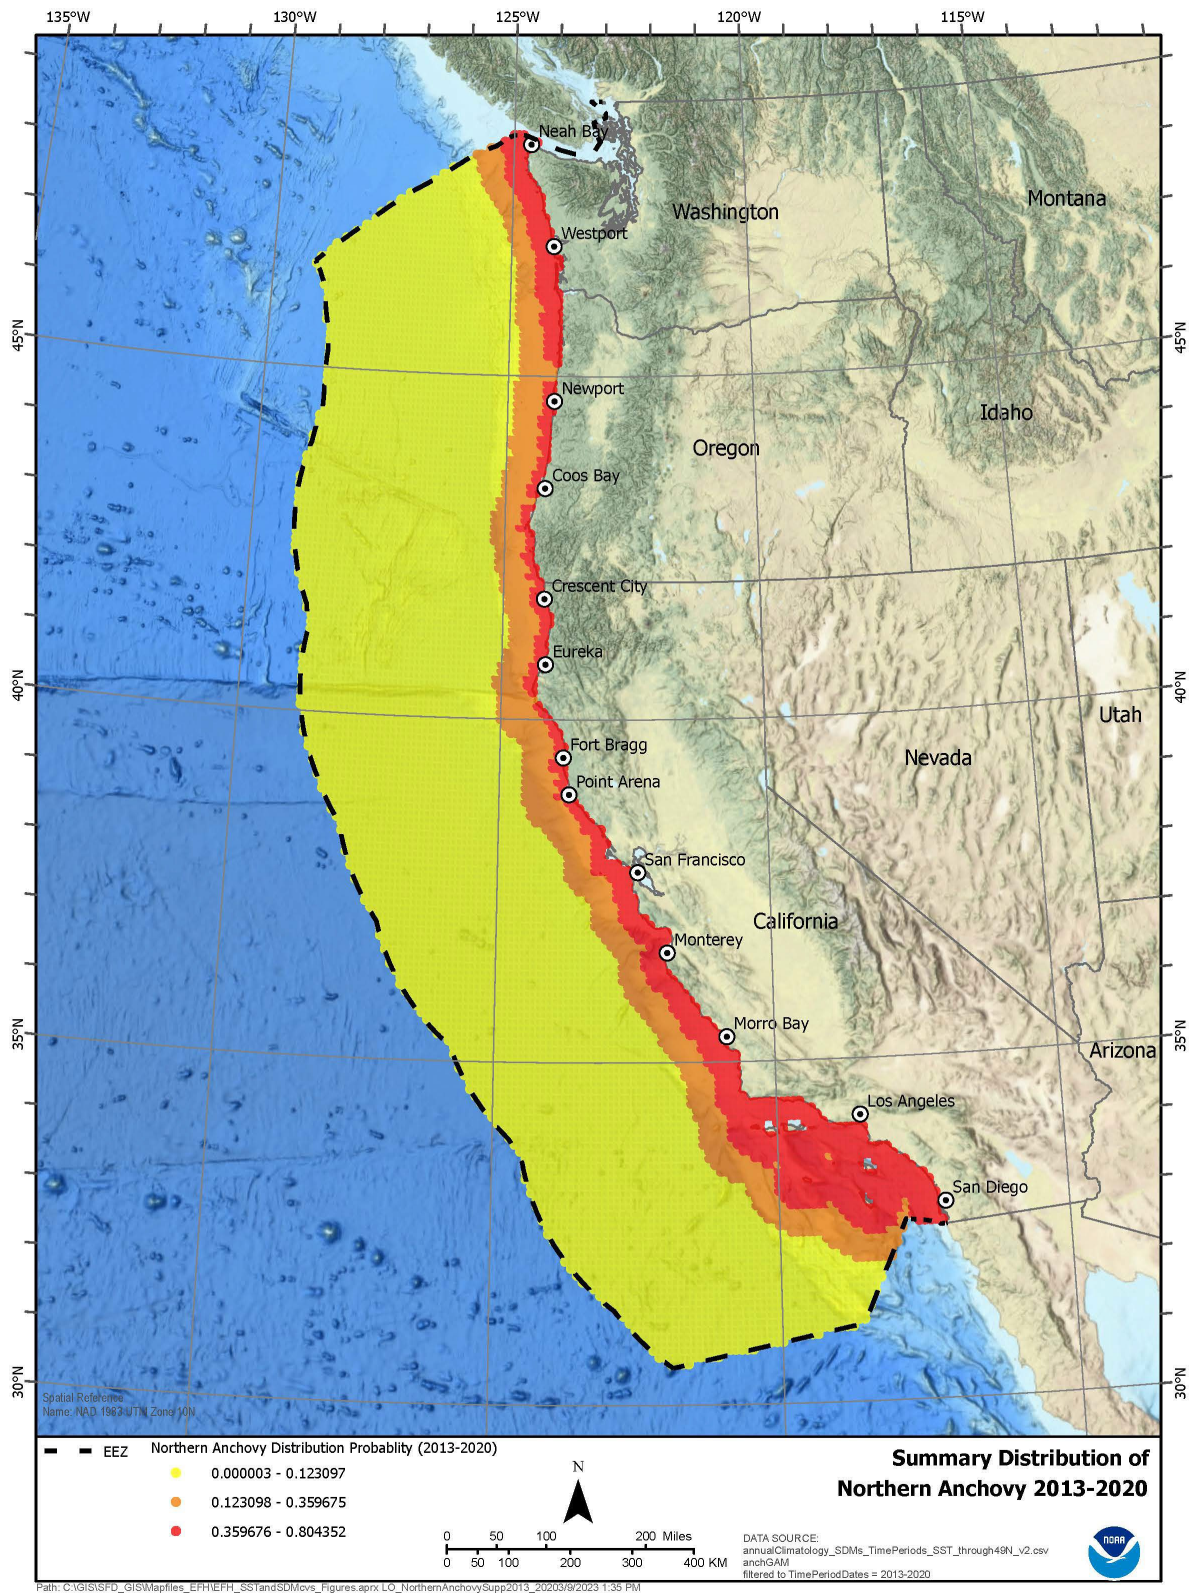 135°W 130°W 125°W 120°W 115°W
Neah Bay
Montana
Washington
Westport
45°N 45°N
Newport
Idaho
Oregon
Coos Bay
Crescent City
Eureka
40°N 40°N
Utah
Fort Bragg
Nevada
Point Arena
San Francisco
California
Monterey
Morro Bay
35°N 35°N
Arizona
Los Angeles
San Diego
30°N 30°N
Spatial Reference
Name: NAD 1983 UTM Zone 10N
EEZ
Northern Anchovy Distribution Probablity (2013-2020)
0.000003 - 0.123097
0.123098 - 0.359675
0.359676 - 0.804352
N
0 50 100 200 Miles
0 50 100 200 300 400 KM
Summary Distribution of
Northern Anchovy 2013-2020
DATA SOURCE:
annualClimatology_SDMs_TimePeriods_SST_through49N_v2.csv
anchGAM
filtered to TimePeriodDates = 2013-2020
NOAA
Path: C:\GIS\SFD_GIS\Mapfiles_EFH\EFH_SSTandSDMcvs_Figures.aprx LO_NorthernAnchovySupp2013_20203/9/2023 1:35 PM